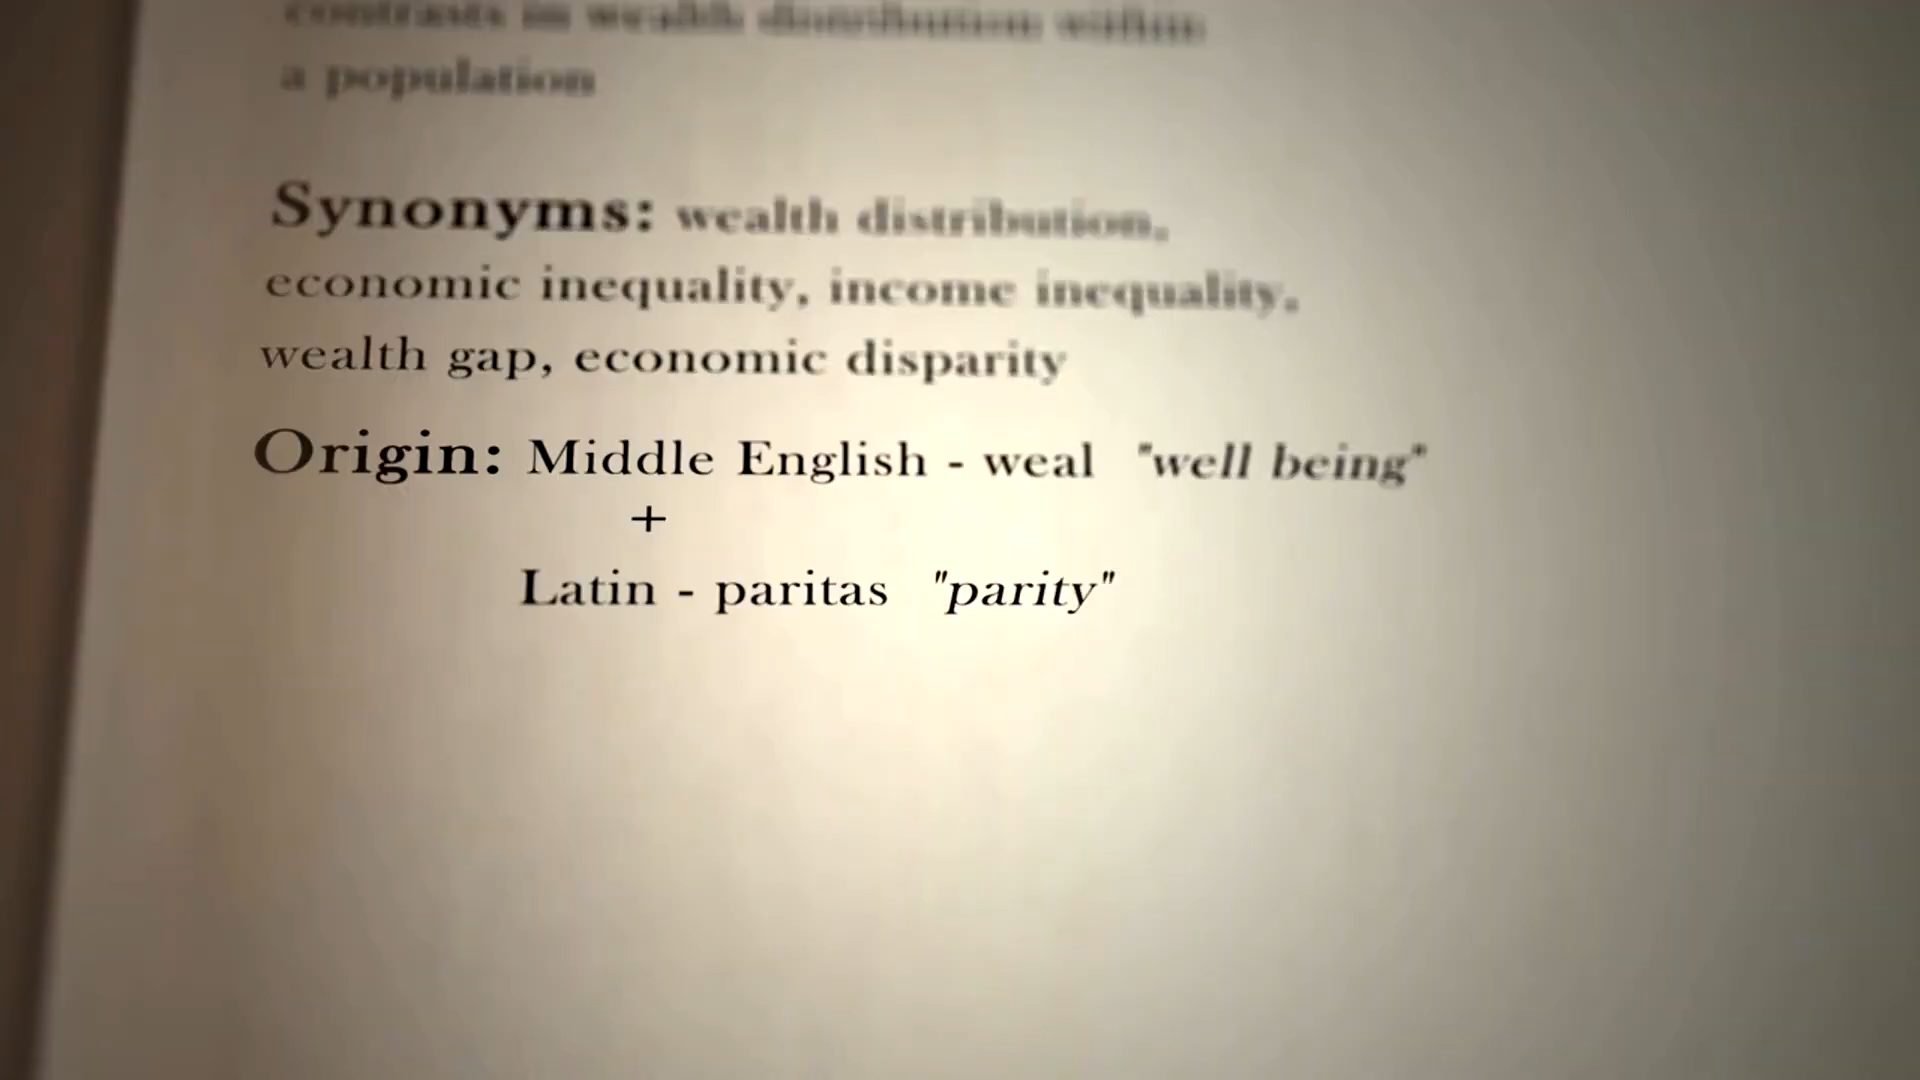 contrasts in wealth distribution within
a population
Synonyms: wealth distribution,
economic inequality, income inequality,
wealth gap, economic disparity
Origin: Middle English - weal "well being"
+
Latin - paritas "parity"